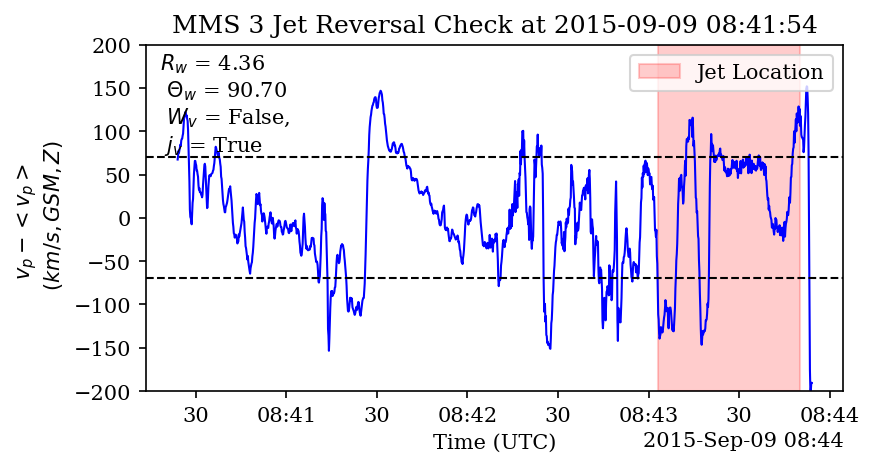 MMS 3 Jet Reversal Check at 2015-09-09 08:41:54
R_w = 4.36
Θ_w = 90.70
W_v = False,
j_v = True
Jet Location
v_p − < v_p >
(km/s, GSM, Z)
200
150
100
50
0
−50
−100
−150
−200
30 08:41 30 08:42 30 08:43 30 08:44
Time (UTC)
2015-Sep-09 08:44